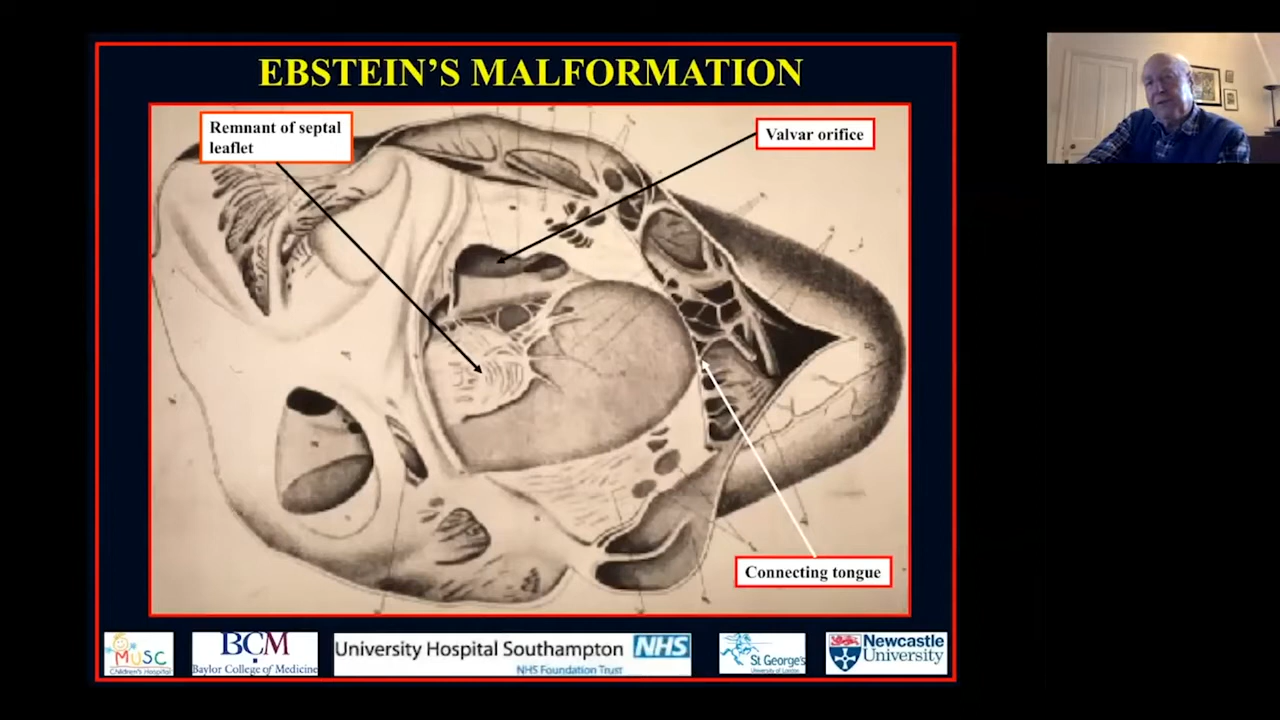 EBSTEIN'S MALFORMATION
Remnant of septal
leaflet
Valvar orifice
Connecting tongue
MUSC
Children's Hospital
BCM
Baylor College of Medicine
University Hospital Southampton
NHS
NHS Foundation Trust
St George's
University of London
Newcastle
University